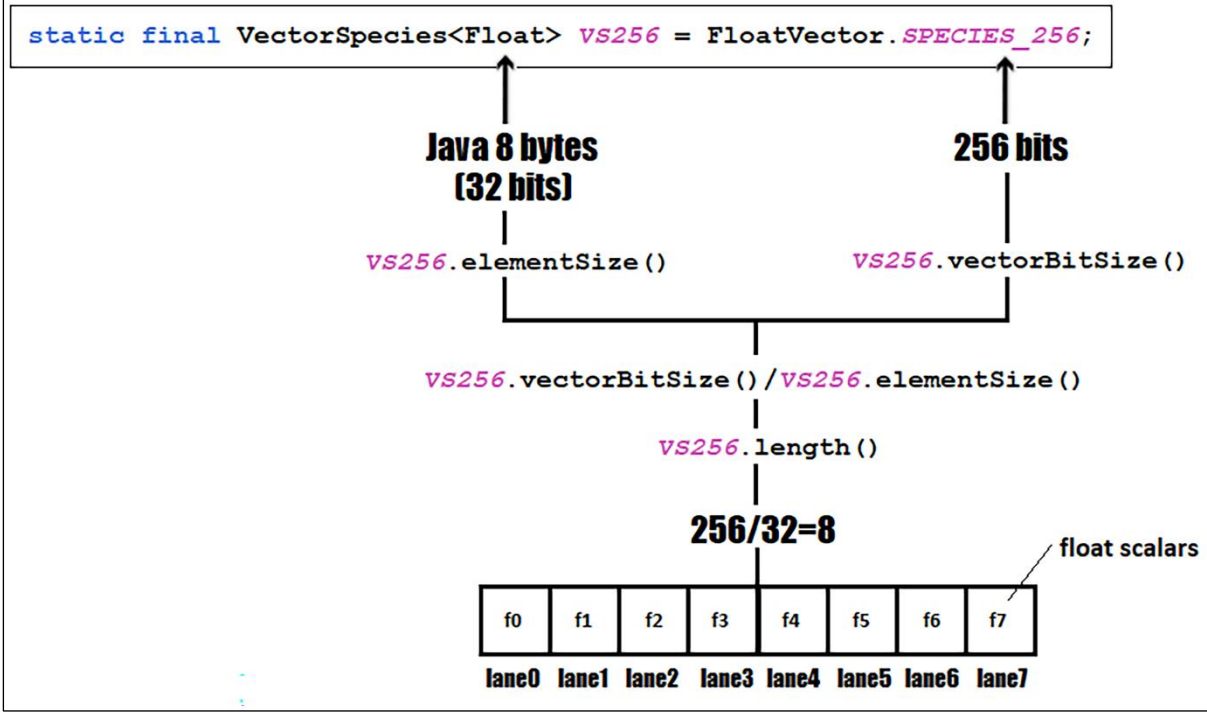 static final VectorSpecies<Float> VS256 = FloatVector.SPECIES_256;
Java 8 bytes
(32 bits)
256 bits
VS256.elementSize()
VS256.vectorBitSize()
VS256.vectorBitSize()/VS256.elementSize()
VS256.length()
256/32=8
float scalars
f0 f1 f2 f3 f4 f5 f6 f7
lane0 lane1 lane2 lane3 lane4 lane5 lane6 lane7